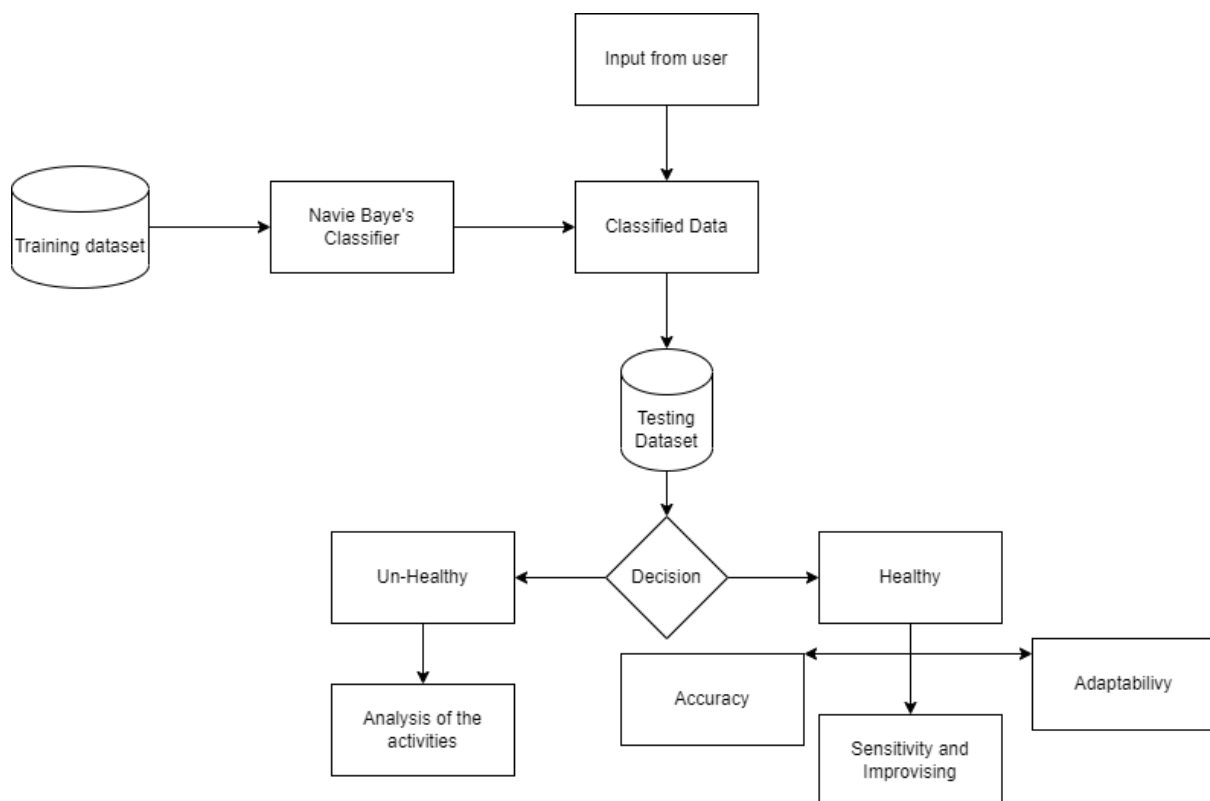 Input from user
Training dataset
Navie Baye's
Classifier
Classified Data
Testing
Dataset
Un-Healthy
Decision
Healthy
Analysis of the
activities
Accuracy
Adaptabilivy
Sensitivity and
Improvising